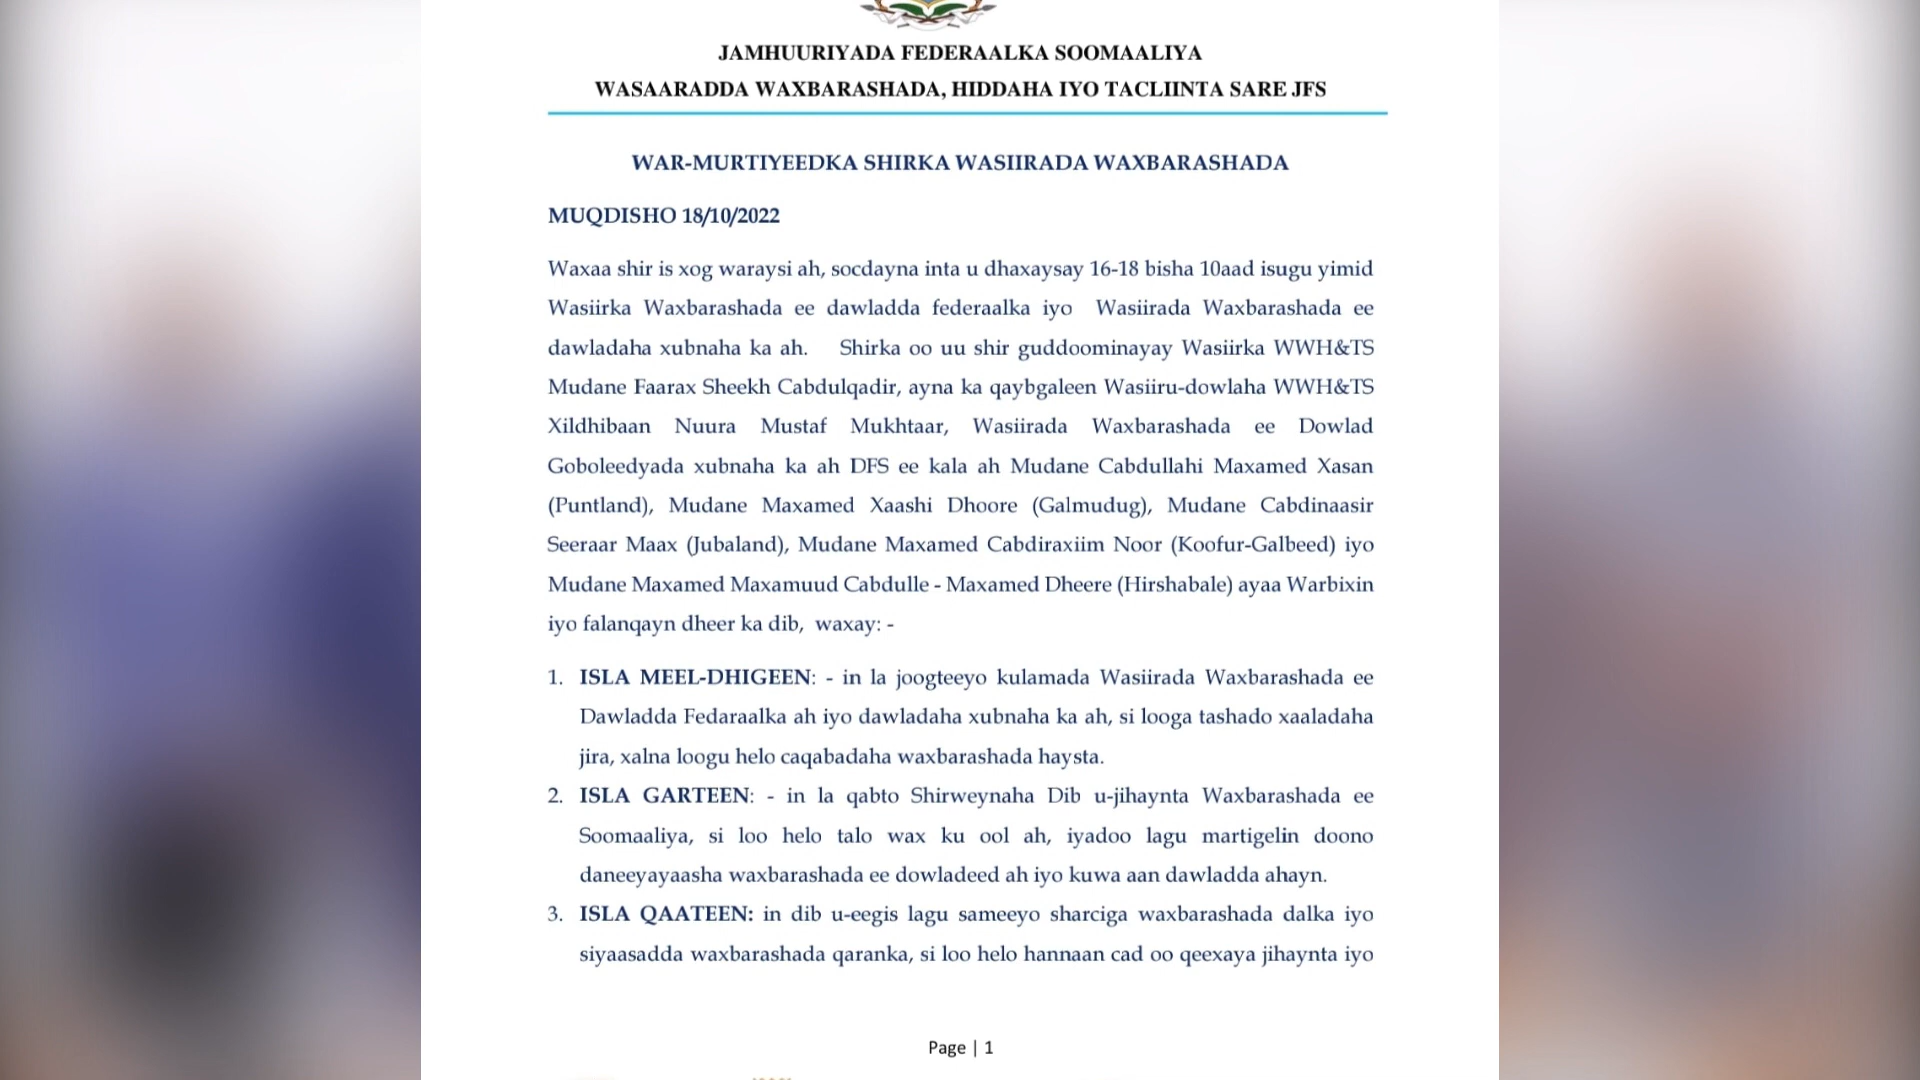 JAMHUURIYADA FEDERAALKA SOOMAALIYA
WASAARADDA WAXBARASHADA, HIDDAHA IYO TACLIINTA SARE JFS
WAR-MURTIYEEDKA SHIRKA WASIIRADA WAXBARASHADA
MUQDISHO 18/10/2022
Waxaa shir is xog waraysi ah, socdayna inta u dhaxaysay 16-18 bisha 10aad isugu yimid
Wasiirka Waxbarashada ee dawladda federaalka iyo Wasiirada Waxbarashada ee
dawladaha xubnaha ka ah. Shirka oo uu shir guddoominayay Wasiirka WWH&TS
Mudane Faarax Sheekh Cabdulqadir, ayna ka qaybgaleen Wasiiru-dowlaha WWH&TS
Xildhibaan Nuura Mustaf Mukhtaar, Wasiirada Waxbarashada ee Dowlad
Goboleedyada xubnaha ka ah DFS ee kala ah Mudane Cabdullahi Maxamed Xasan
(Puntland), Mudane Maxamed Xaashi Dhoore (Galmudug), Mudane Cabdinaasir
Seeraar Maax (Jubaland), Mudane Maxamed Cabdiraxiim Noor (Koofur-Galbeed) iyo
Mudane Maxamed Maxamuud Cabdulle - Maxamed Dheere (Hirshabale) ayaa Warbixin
iyo falanqayn dheer ka dib, waxay: -
1. ISLA MEEL-DHIGEEN: - in la joogteeyo kulamada Wasiirada Waxbarashada ee
Dawladda Fedaraalka ah iyo dawladaha xubnaha ka ah, si looga tashado xaaladaha
jira, xalna loogu helo caqabadaha waxbarashada haysta.
2. ISLA GARTEEN: - in la qabto Shirweynaha Dib u-jihaynta Waxbarashada ee
Soomaaliya, si loo helo talo wax ku ool ah, iyadoo lagu martigelin doono
daneeyayaasha waxbarashada ee dowladeed ah iyo kuwa aan dawladda ahayn.
3. ISLA QAATEEN: in dib u-eegis lagu sameeyo sharciga waxbarashada dalka iyo
siyaasadda waxbarashada qaranka, si loo helo hannaan cad oo qeexaya jihaynta iyo
Page | 1